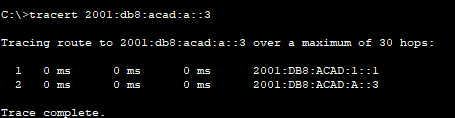 C:\>tracert 2001:db8:acad:a::3
Tracing route to 2001:db8:acad:a::3 over a maximum of 30 hops:
1 0 ms 0 ms 0 ms 2001:DB8:ACAD:1::1
2 0 ms 0 ms 0 ms 2001:DB8:ACAD:A::3
Trace complete.